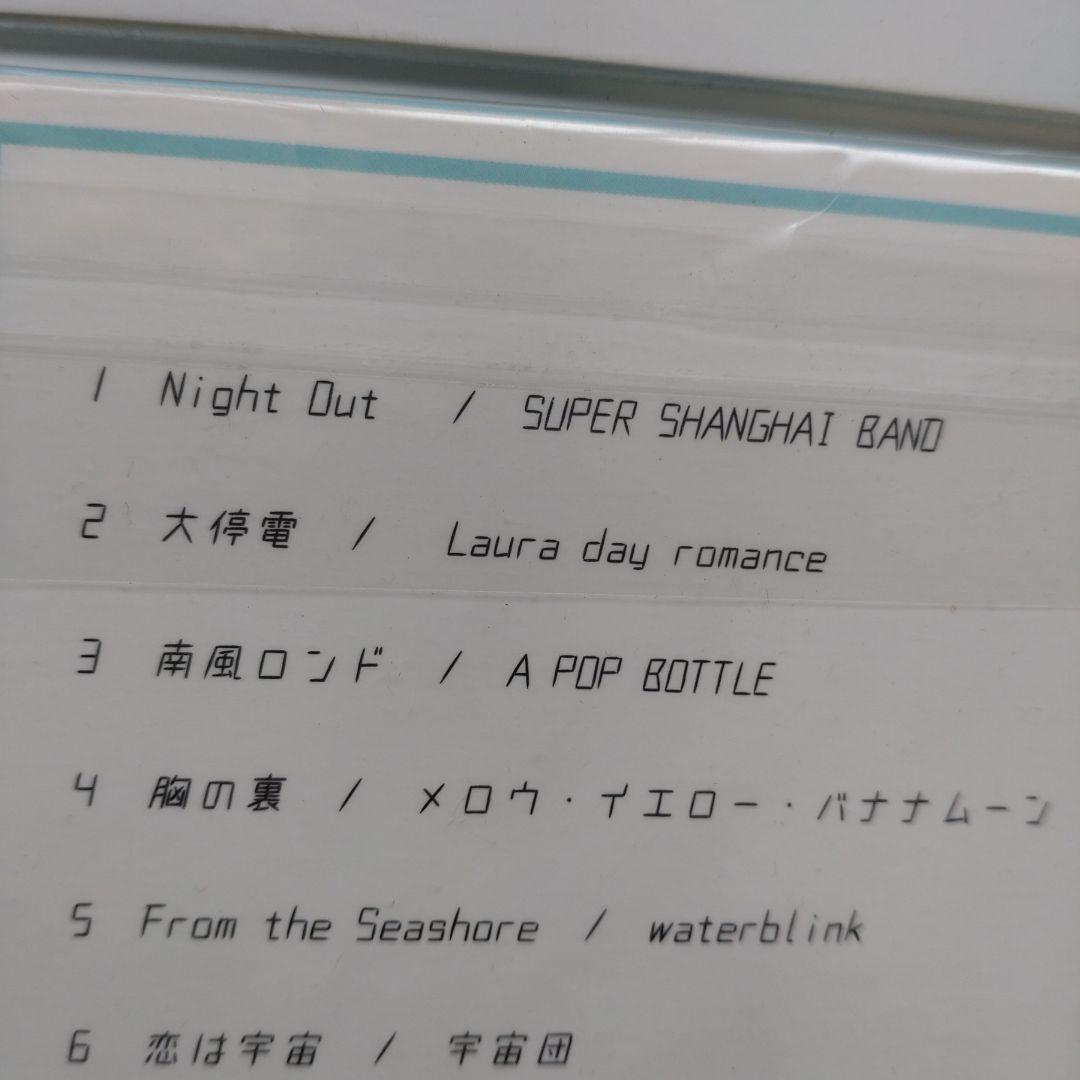 1 Night Out / SUPER SHANGHAI BAND
2 大停電 / Laura day romance
3 南風ロンド / A POP BOTTLE
4 胸の裏 / メロウ・イエロー・バナナムーン
5 From the Seashore / waterblink
6 恋は宇宙 / 宇宙団